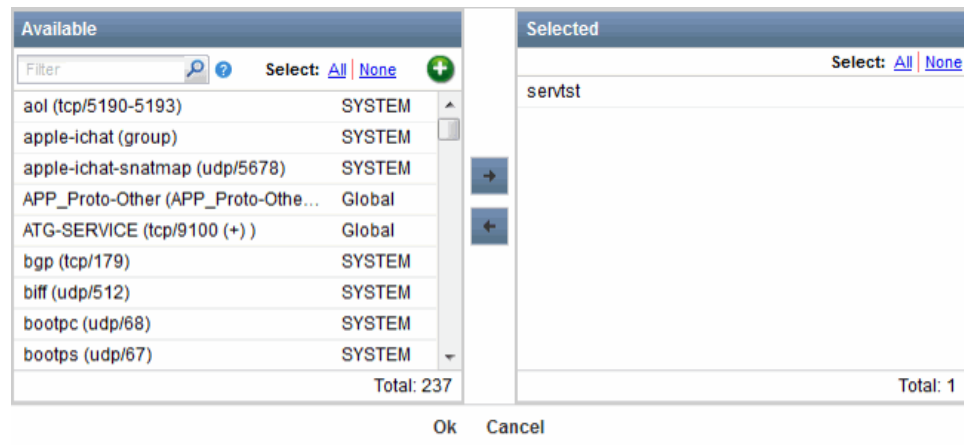 Available
Filter Select: All None
aol (tcp/5190-5193) SYSTEM
apple-ichat (group) SYSTEM
apple-ichat-snatmap (udp/5678) SYSTEM
APP_Proto-Other (APP_Proto-Othe... Global
ATG-SERVICE (tcp/9100 (+) ) Global
bgp (tcp/179) SYSTEM
biff (udp/512) SYSTEM
bootpc (udp/68) SYSTEM
bootps (udp/67) SYSTEM
Total: 237
Selected
Select: All None
servtst
Total: 1
Ok Cancel